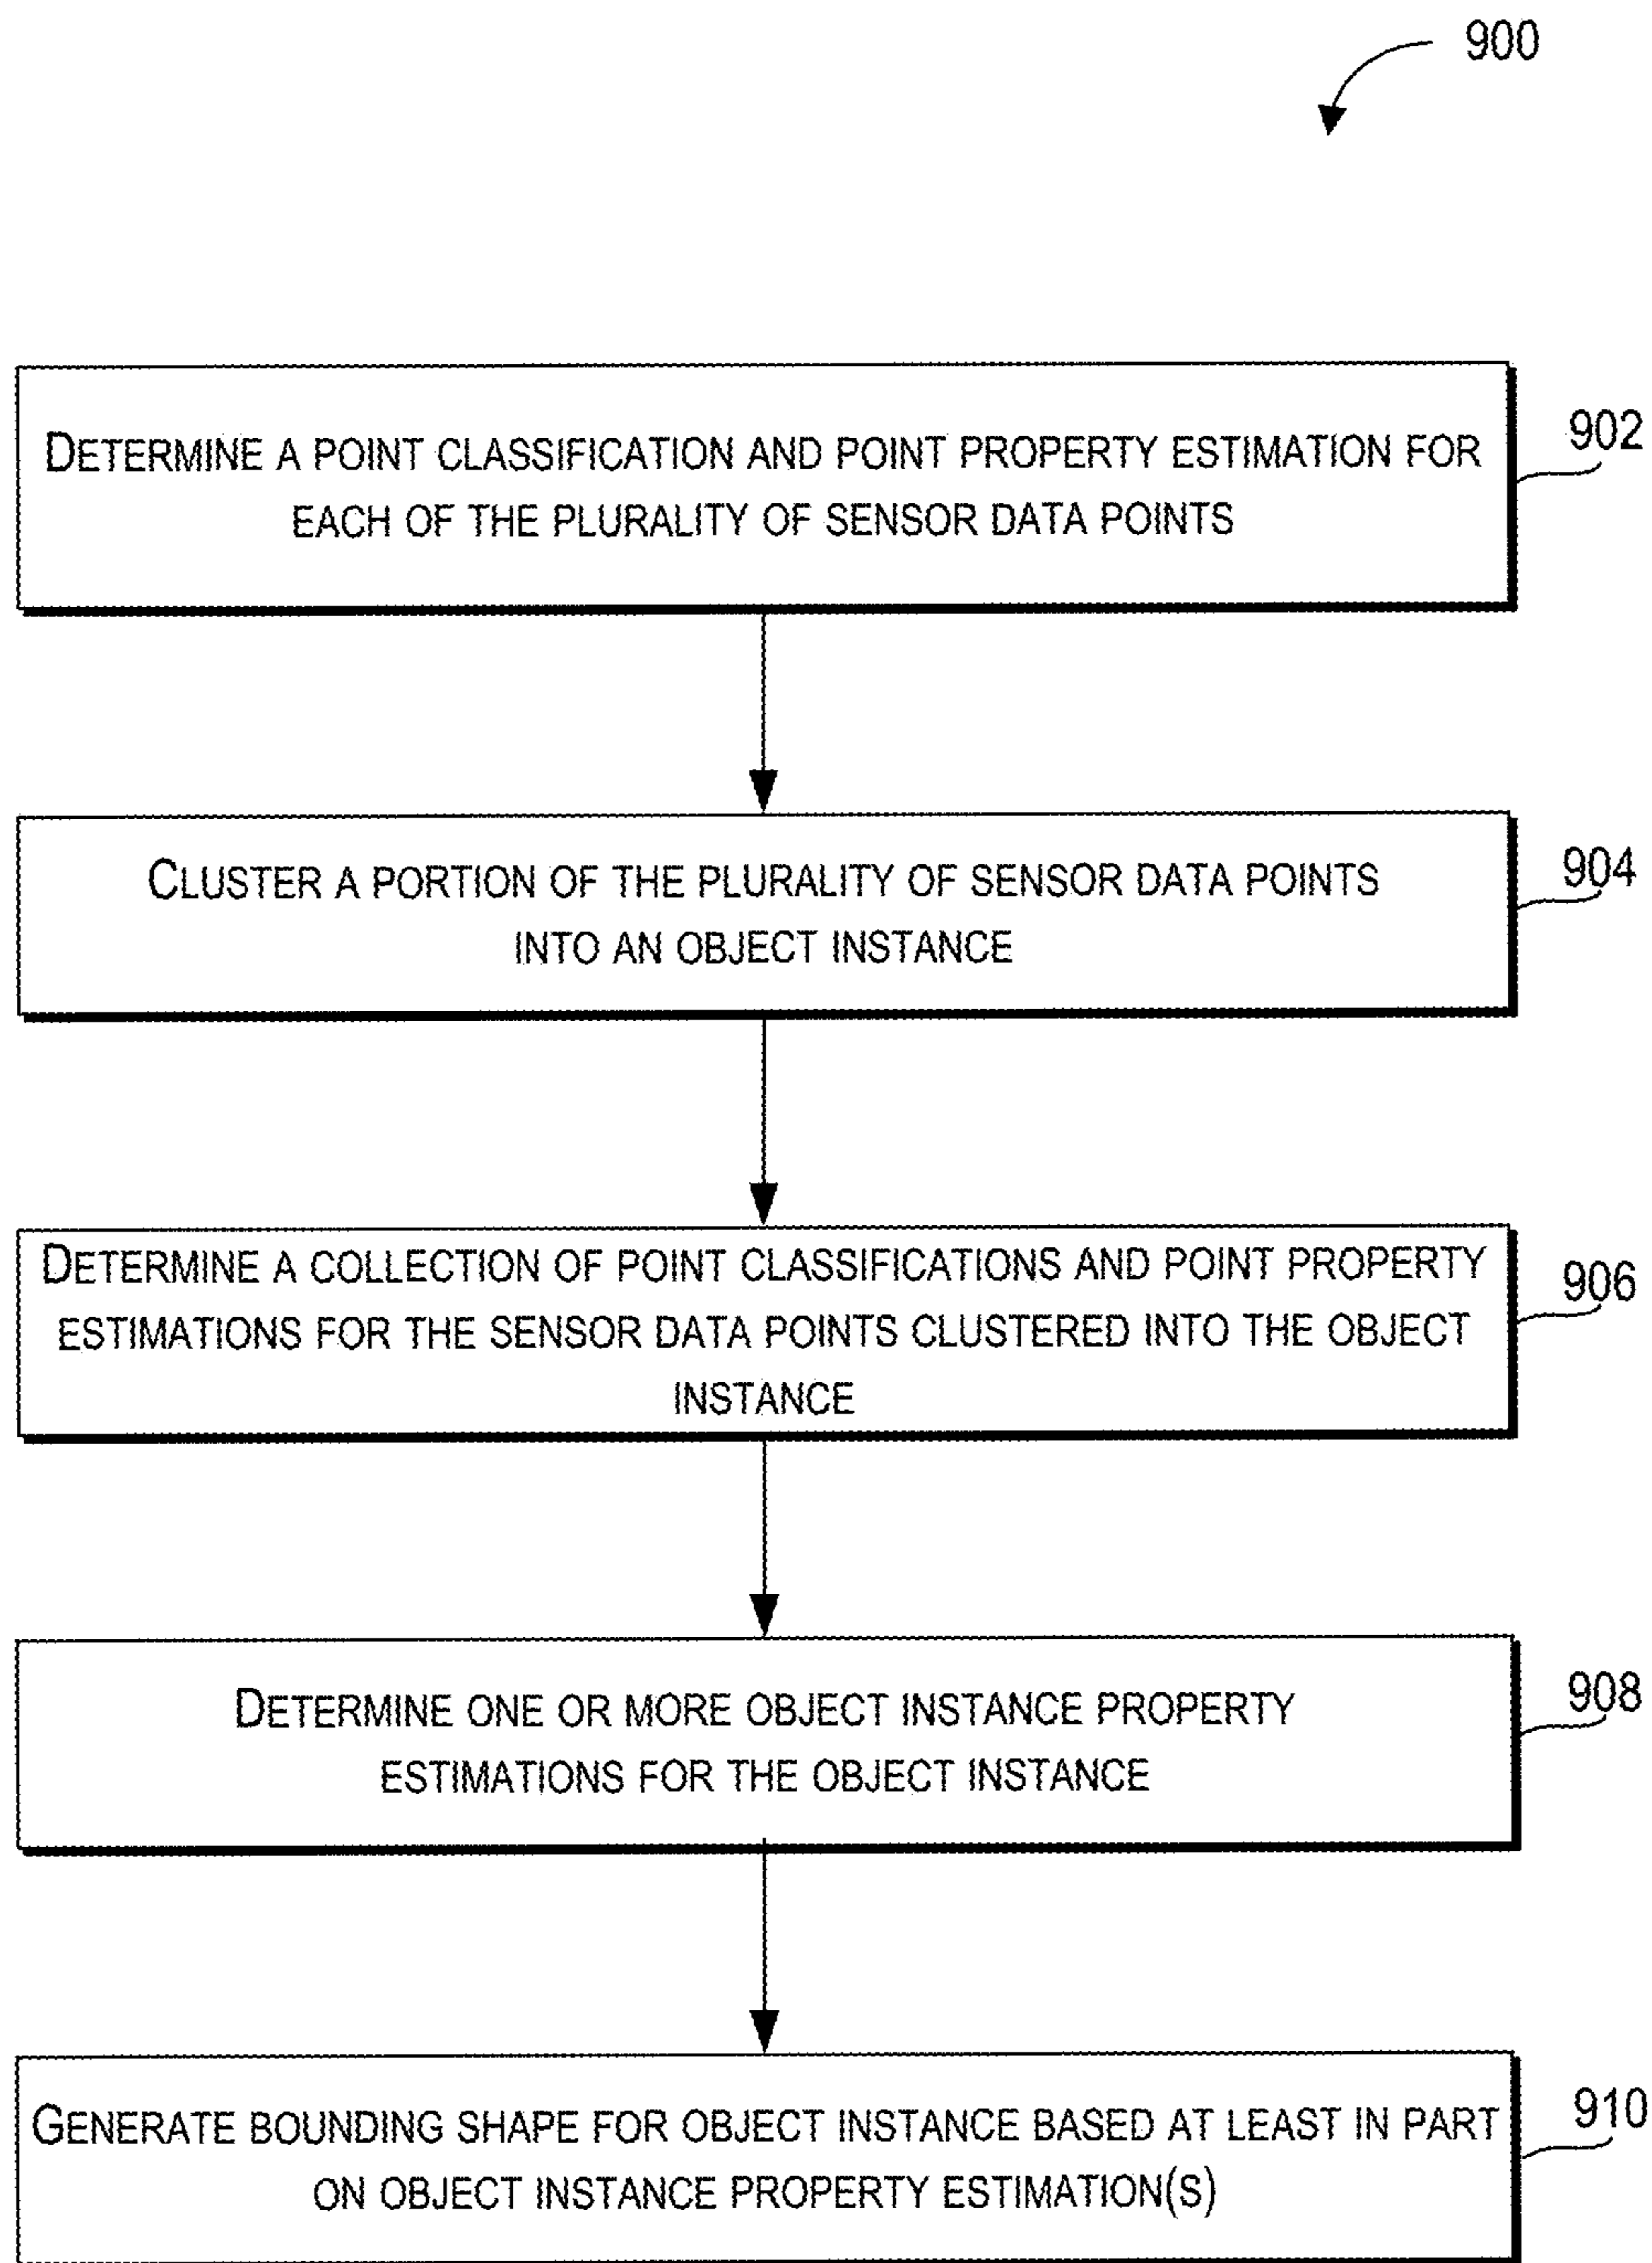 900
DETERMINE A POINT CLASSIFICATION AND POINT PROPERTY ESTIMATION FOR
EACH OF THE PLURALITY OF SENSOR DATA POINTS
902
CLUSTER A PORTION OF THE PLURALITY OF SENSOR DATA POINTS
INTO AN OBJECT INSTANCE
904
DETERMINE A COLLECTION OF POINT CLASSIFICATIONS AND POINT PROPERTY
ESTIMATIONS FOR THE SENSOR DATA POINTS CLUSTERED INTO THE OBJECT
INSTANCE
906
DETERMINE ONE OR MORE OBJECT INSTANCE PROPERTY
ESTIMATIONS FOR THE OBJECT INSTANCE
908
GENERATE BOUNDING SHAPE FOR OBJECT INSTANCE BASED AT LEAST IN PART
ON OBJECT INSTANCE PROPERTY ESTIMATION(S)
910